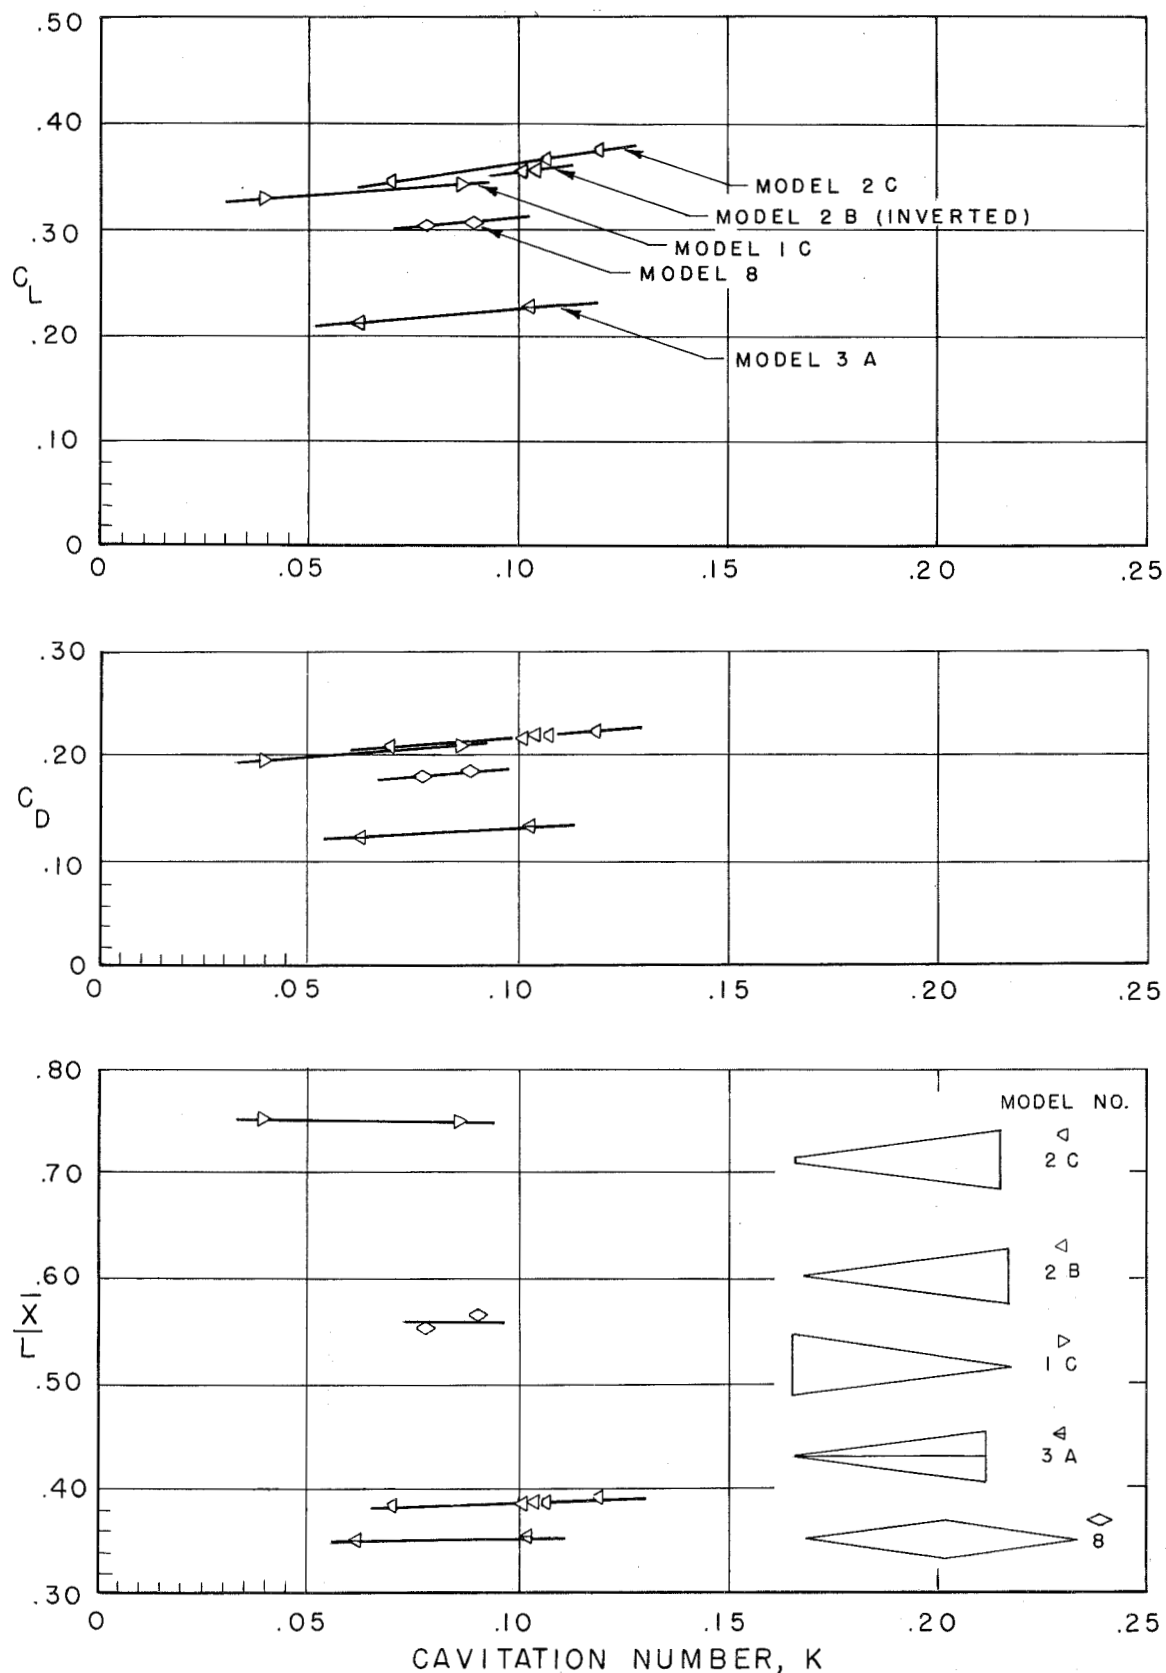 .50
.40
.30
.20
.10
0
C_L
MODEL 2 C
MODEL 2 B (INVERTED)
MODEL 1 C
MODEL 8
MODEL 3 A
0 .05 .10 .15 .20 .25
.30
.20
.10
0
C_D
0 .05 .10 .15 .20 .25
.80
.70
.60
.50
.40
.30
X̄
L
MODEL NO.
2 C
2 B
1 C
3 A
8
0 .05 .10 .15 .20 .25
CAVITATION NUMBER, K